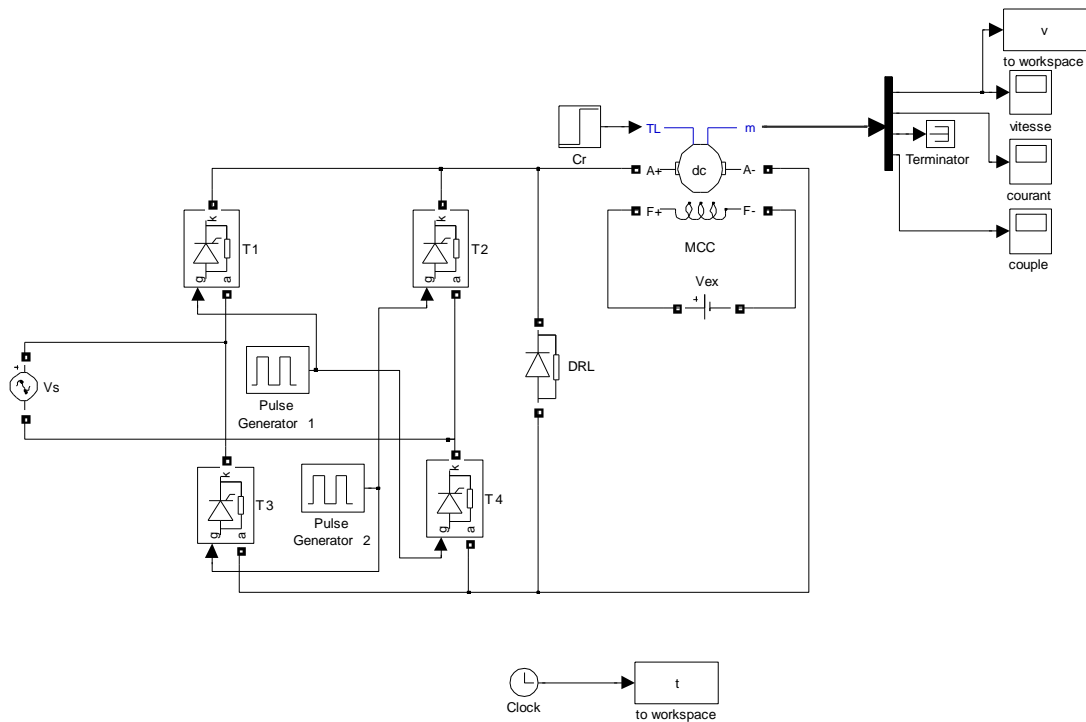 v
to workspace
vitesse
TL
m
Cr
Terminator
A+
dc
A-
courant
k
k
F+
F-
T1
T2
MCC
couple
g
a
g
a
Vex
+
+
DRL
Vs
Pulse
Generator 1
k
k
T3
T4
Pulse
Generator 2
g
a
g
a
t
Clock
to workspace